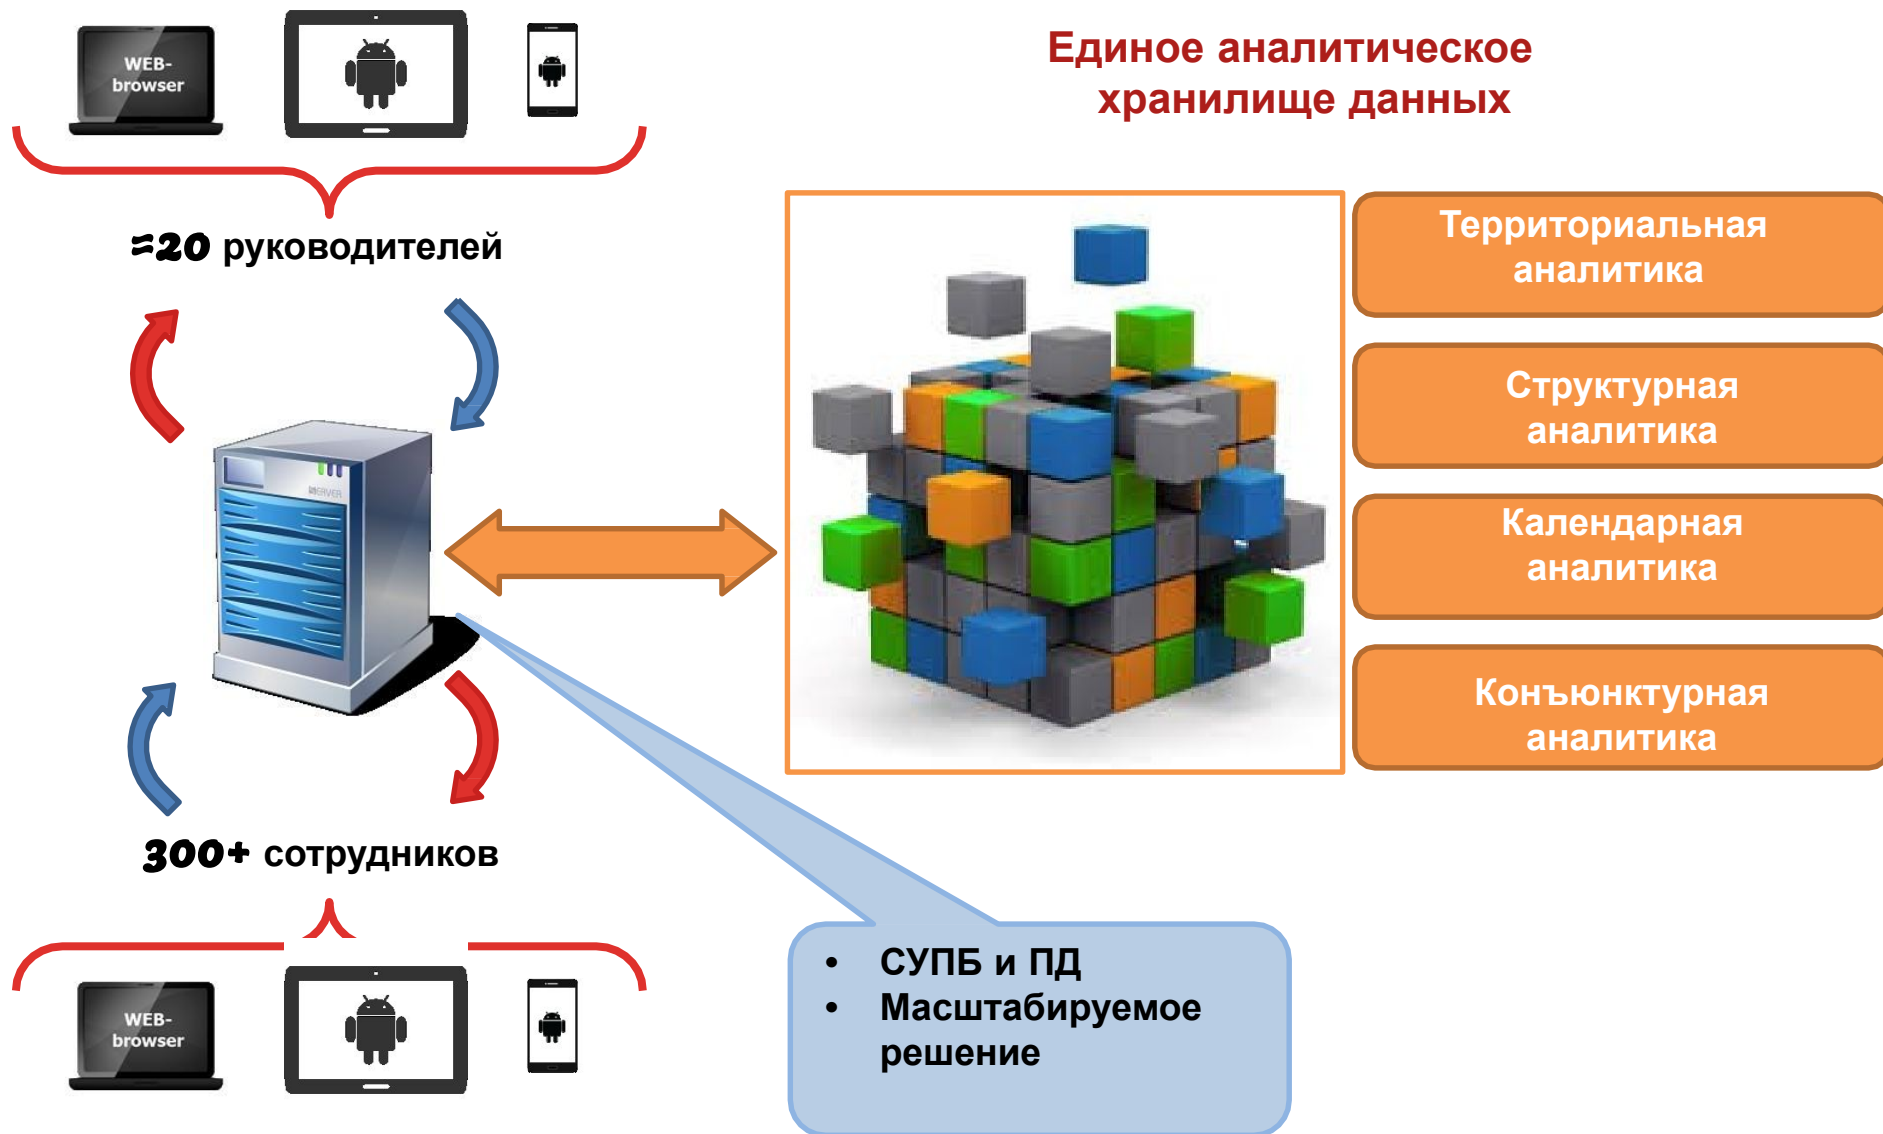 WEB-
browser
Единое аналитическое
хранилище данных
≈20 руководителей
Территориальная
аналитика
Структурная
аналитика
SERVER
Календарная
аналитика
Конъюнктурная
аналитика
300+ сотрудников
• СУПБ и ПД
• Масштабируемое
решение
WEB-
browser